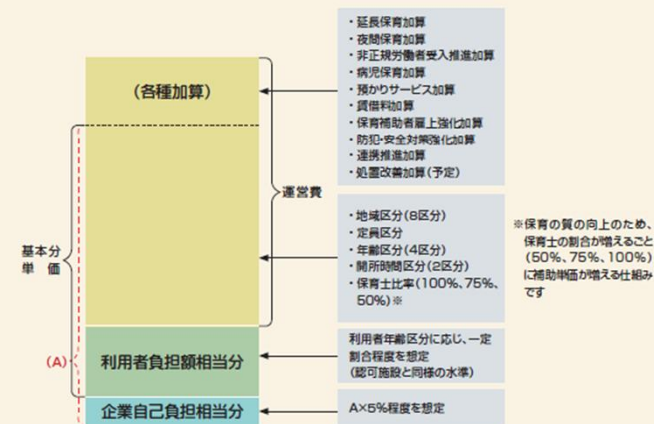 ・延長保育加算
・夜間保育加算
・非正規労働者受入推進加算
・病児保育加算
・預かりサービス加算
・賃借料加算
・保育補助者雇上強化加算
・防犯・安全対策強化加算
・連携推進加算
・処置改善加算(予定)
(各種加算)
運営費
・地域区分(8区分)
・定員区分
・年齢区分(4区分)
・開所時間区分(2区分)
・保育士比率(100%、75%、
50%)※
※保育の質の向上のため、
保育士の割合が増えるごと
(50%、75%、100%)
に補助単価が増える仕組み
です
基本分
単 価
(A)
利用者負担額相当分
利用者年齢区分に応じ、一定
割合程度を想定
(認可施設と同様の水準)
企業自己負担相当分
A×5%程度を想定